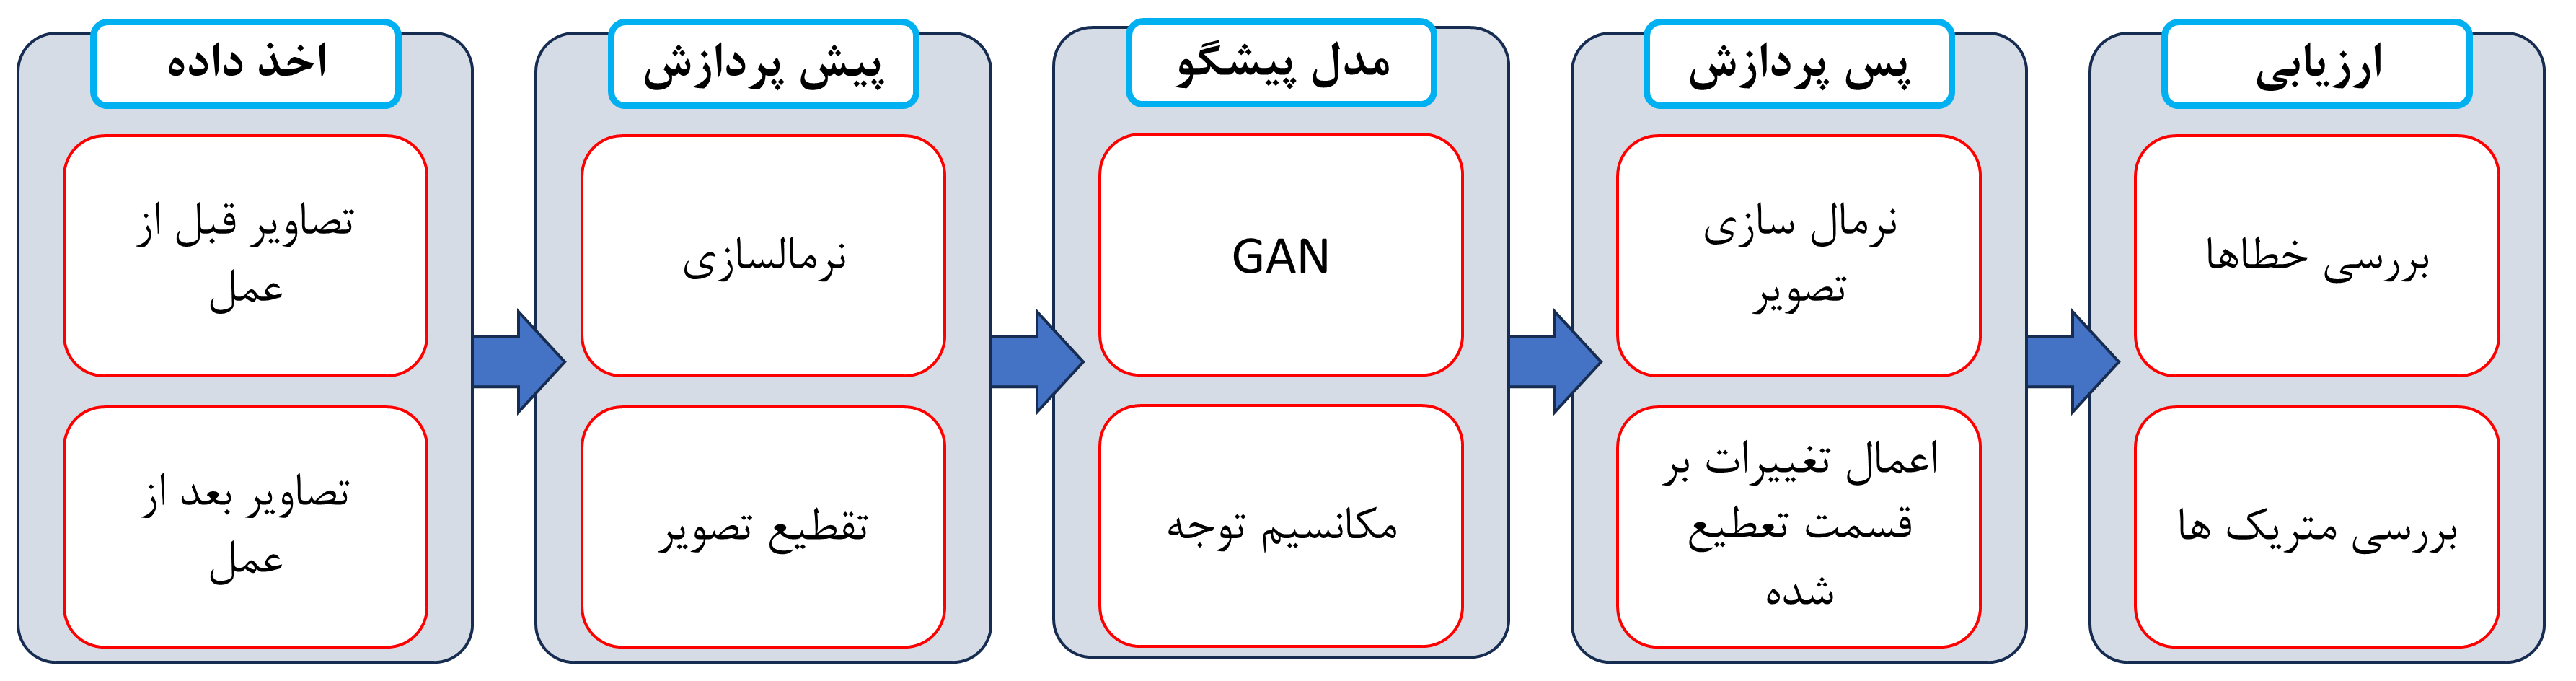 اخذ داده
تصاویر قبل از
عمل
تصاویر بعد از
عمل
پیش پردازش
نرمالسازی
تقطیع تصویر
مدل پیشگو
GAN
مکانسیم توجه
پس پردازش
نرمال سازی
تصویر
اعمال تغییرات بر
قسمت تعطیع
شده
ارزیابی
بررسی خطاها
بررسی متریک ها